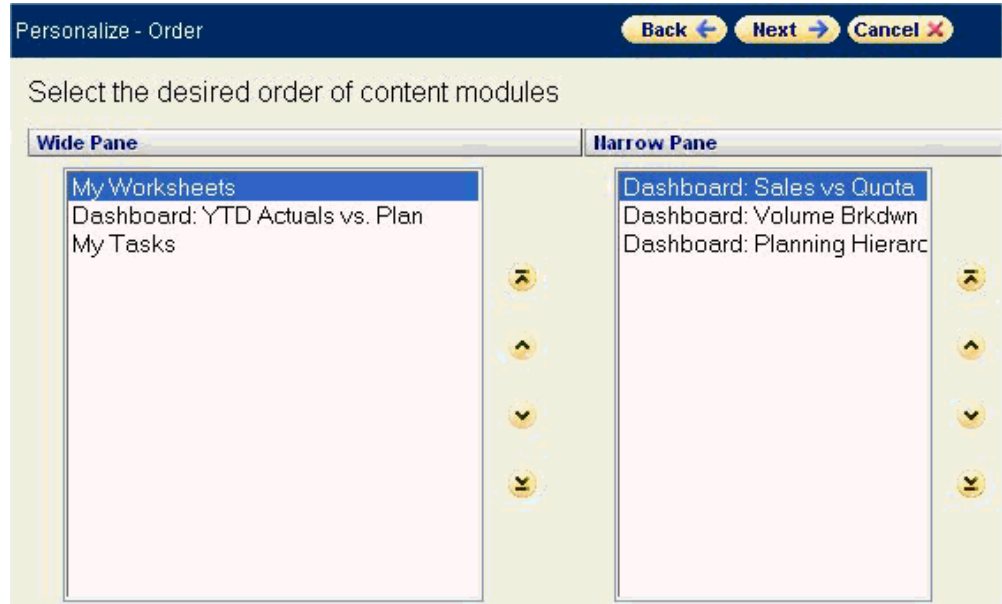 Personalize - Order
Back
Next
Cancel
Select the desired order of content modules
Wide Pane
Narrow Pane
My Worksheets
Dashboard: YTD Actuals vs. Plan
My Tasks
Dashboard: Sales vs Quota
Dashboard: Volume Brkdwn
Dashboard: Planning Hierarc